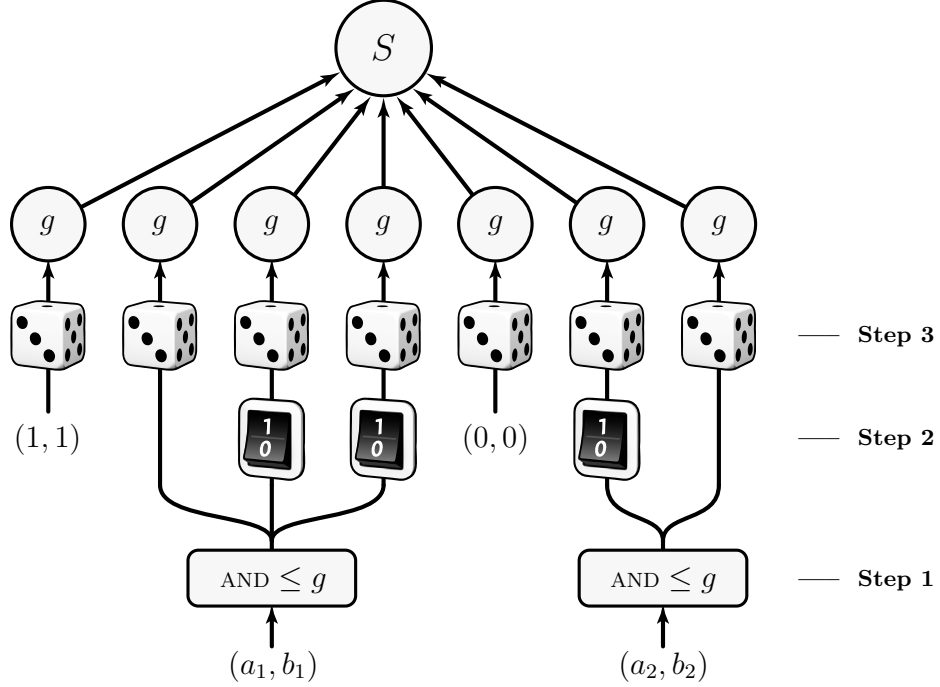 S
g g g g g g g
Step 3
1 1 1
0 0 0
(1, 1) (0, 0) Step 2
AND ≤ g AND ≤ g Step 1
(a₁, b₁) (a₂, b₂)